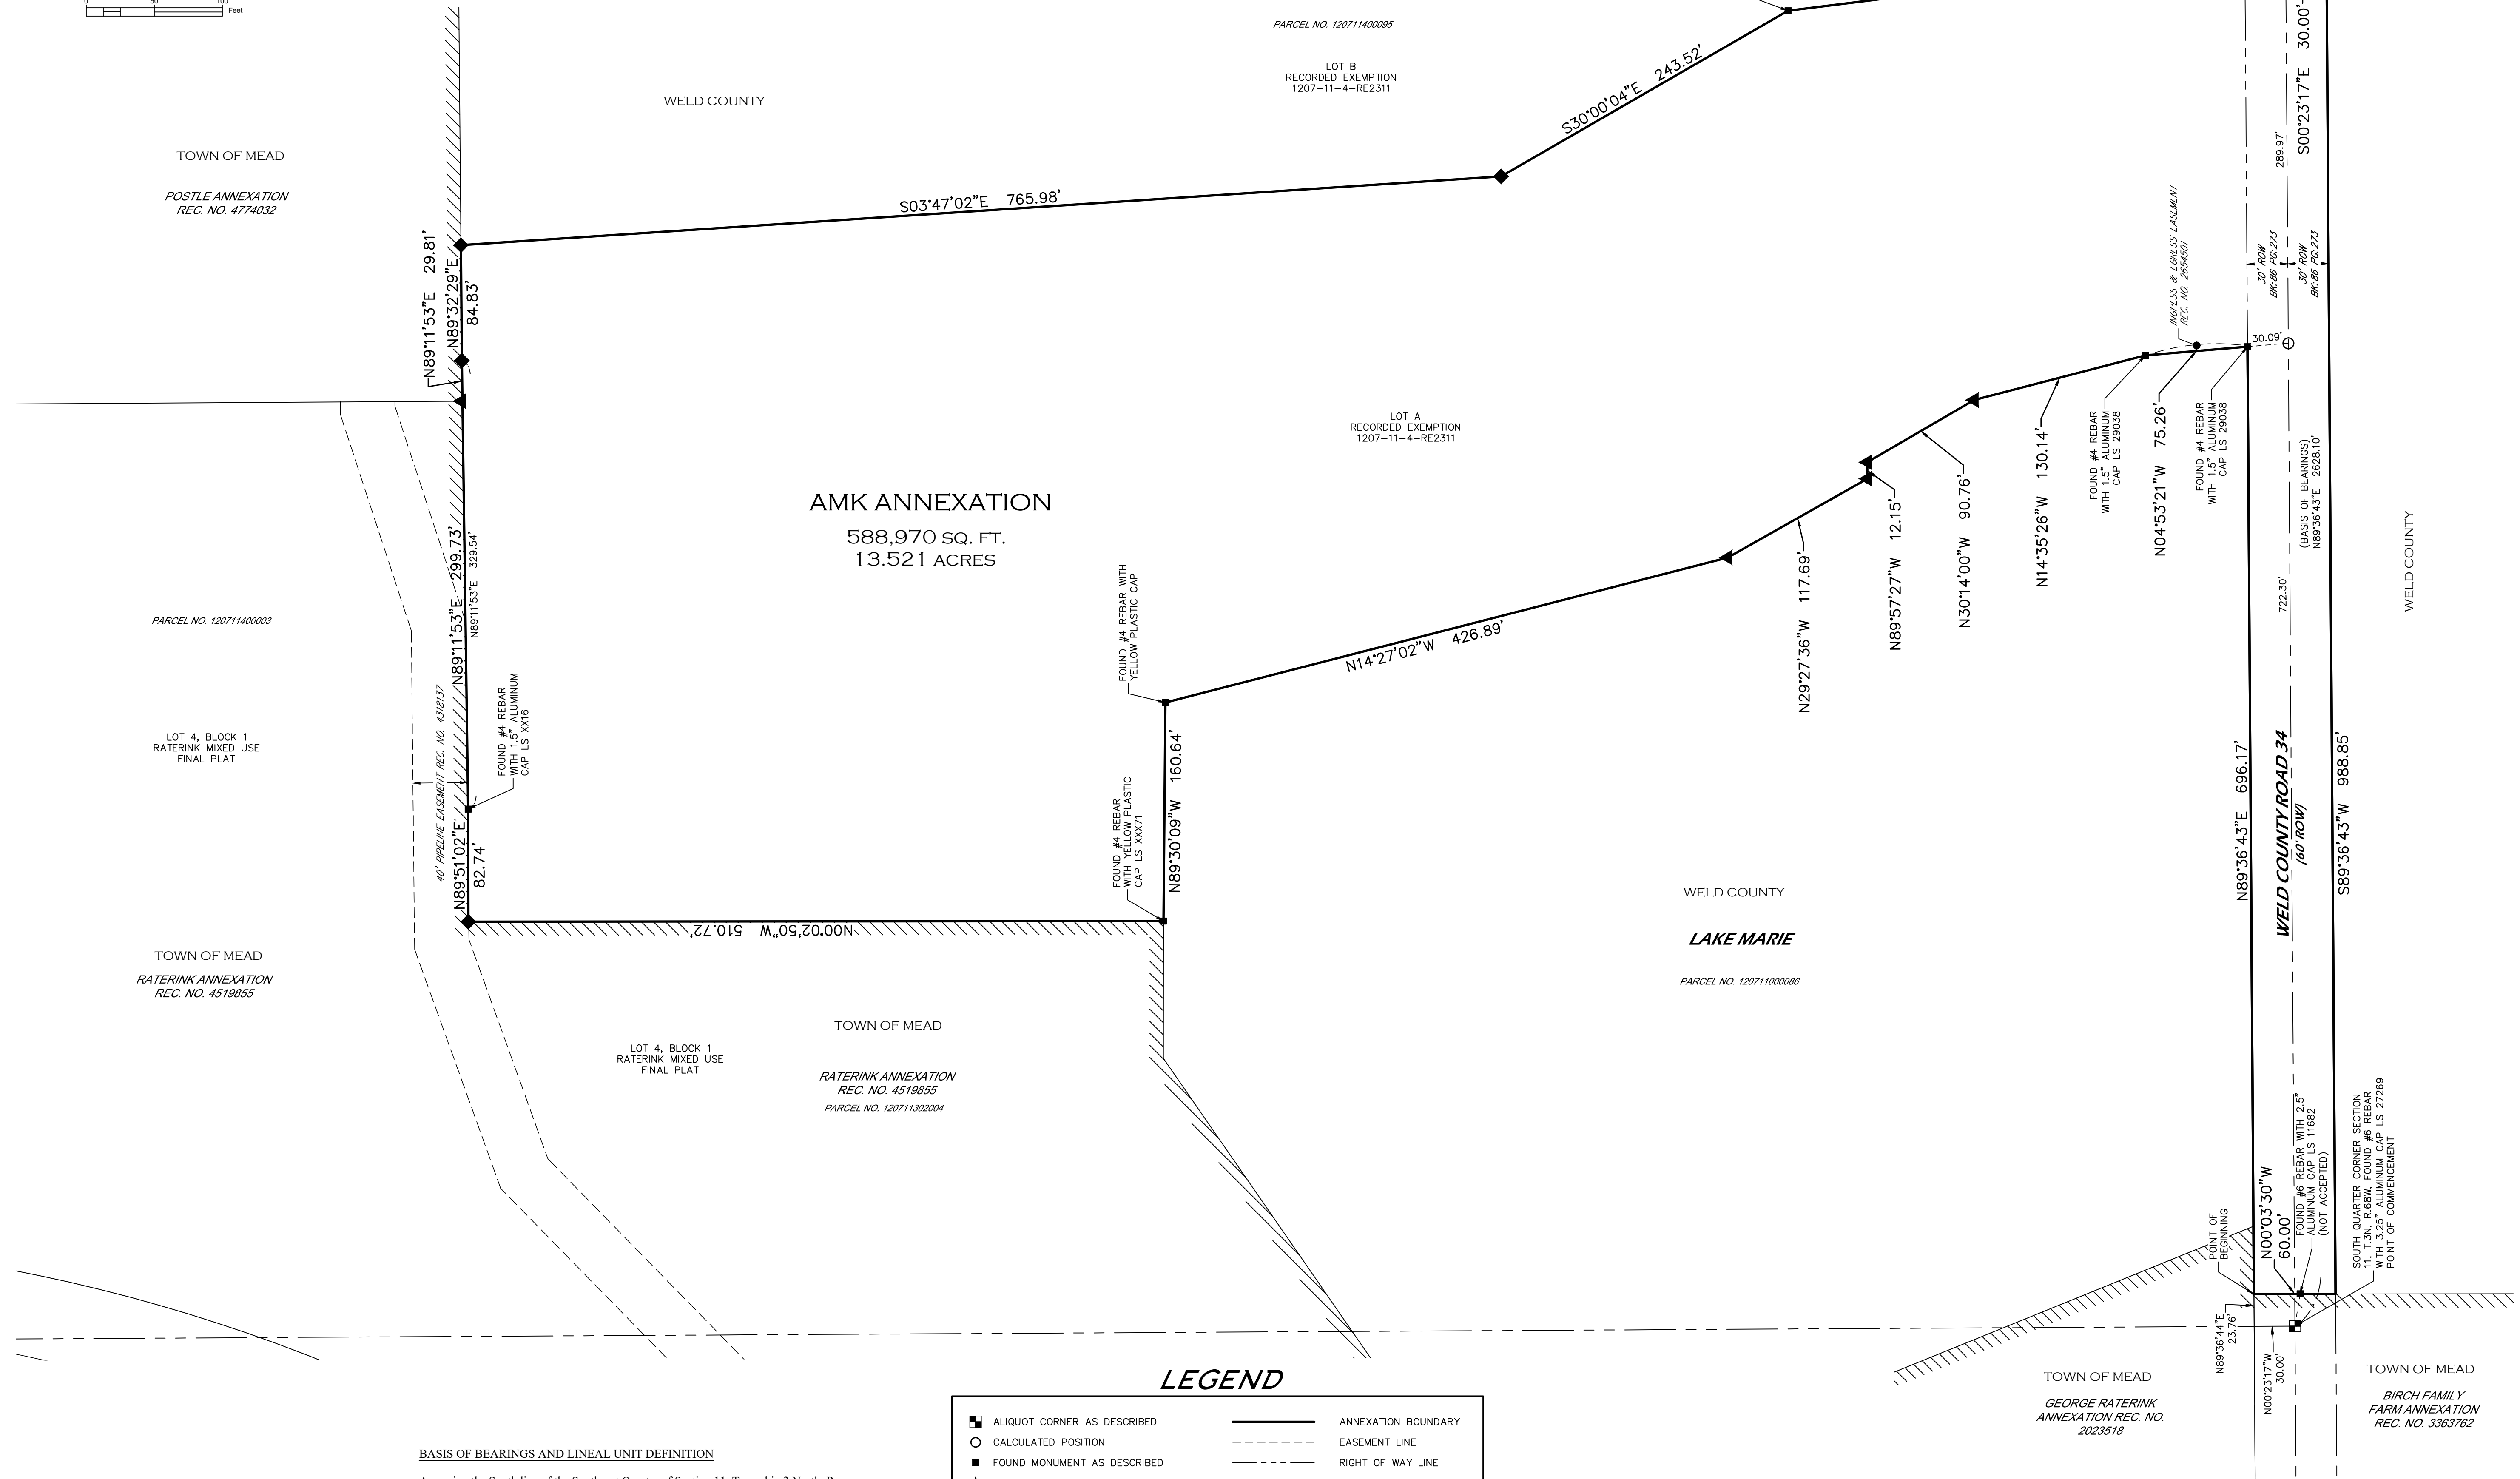 0 50 100
Feet
PARCEL NO. 120711400095
LOT B
RECORDED EXEMPTION
1207-11-4-RE2311
WELD COUNTY
S30°00'04"E 243.52'
TOWN OF MEAD
POSTLE ANNEXATION
REC. NO. 4774032
S03°47'02"E 765.98'
N89°11'53"E 29.81'
N89°32'29"E
84.83'
S00°23'17"E 30.00'
289.97'
INGRESS & EGRESS EASEMENT
REC. NO. 2654501
30' ROW
BK:86 PG:273
30' ROW
BK:86 PG:273
30.09'
LOT A
RECORDED EXEMPTION
1207-11-4-RE2311
AMK ANNEXATION
588,970 SQ. FT.
13.521 ACRES
N14°35'26"W 130.14'
FOUND #4 REBAR
WITH 1.5" ALUMINUM
CAP LS 29038
N04°53'21"W 75.26'
FOUND #4 REBAR
WITH 1.5" ALUMINUM
CAP LS 29038
(BASIS OF BEARINGS)
N89°36'43"E 2628.10'
WELD COUNTY
N89°11'53"E 299.73'
N89°11'53"E 329.54'
N30°14'00"W 90.76'
N89°57'27"W 12.15'
N29°27'36"W 117.69'
722.30'
PARCEL NO. 120711400003
FOUND #4 REBAR WITH
YELLOW PLASTIC CAP
N14°27'02"W 426.89'
40' PIPELINE EASEMENT REC. NO. 4318137
FOUND #4 REBAR
WITH 1.5" ALUMINUM
CAP LS XX16
LOT 4, BLOCK 1
RATERINK MIXED USE
FINAL PLAT
N89°51'02"E
82.74'
FOUND #4 REBAR
WITH YELLOW PLASTIC
CAP LS XXX71
N89°30'09"W 160.64'
N89°36'43"E 696.17'
WELD COUNTY ROAD 34
(60' ROW)
S89°36'43"W 988.85'
WELD COUNTY
LAKE MARIE
PARCEL NO. 120711000086
N00°02'50"W 510.72'
TOWN OF MEAD
RATERINK ANNEXATION
REC. NO. 4519855
TOWN OF MEAD
LOT 4, BLOCK 1
RATERINK MIXED USE
FINAL PLAT
RATERINK ANNEXATION
REC. NO. 4519855
PARCEL NO. 120711302004
POINT OF
BEGINNING
N00°03'30"W
60.00'
FOUND #6 REBAR WITH 2.5"
ALUMINUM CAP LS 11682
(NOT ACCEPTED)
SOUTH QUARTER CORNER SECTION
11, T.3N, R.68W, FOUND #6 REBAR
WITH 3.25" ALUMINUM CAP LS 27269
POINT OF COMMENCEMENT
N89°36'44"E
23.76'
N00°23'17"W
30.00'
TOWN OF MEAD
GEORGE RATERINK
ANNEXATION REC. NO.
2023518
TOWN OF MEAD
BIRCH FAMILY
FARM ANNEXATION
REC. NO. 3363762
LEGEND
ALIQUOT CORNER AS DESCRIBED
ANNEXATION BOUNDARY
CALCULATED POSITION
EASEMENT LINE
FOUND MONUMENT AS DESCRIBED
RIGHT OF WAY LINE
BASIS OF BEARINGS AND LINEAL UNIT DEFINITION